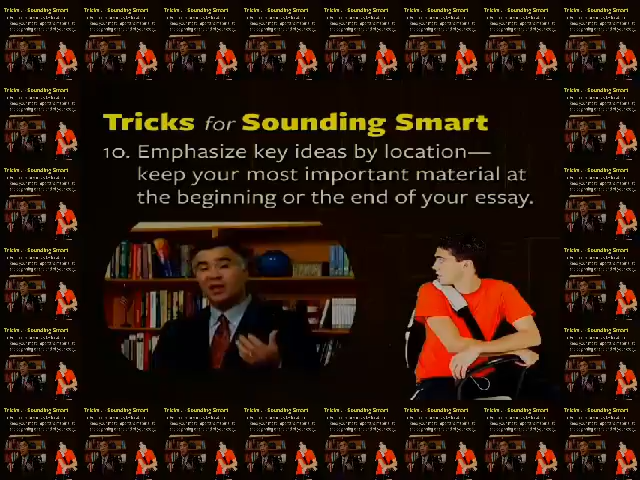 Tricks for Sounding Smart
10. Emphasize key ideas by location—
keep your most important material at
the beginning or the end of your essay.